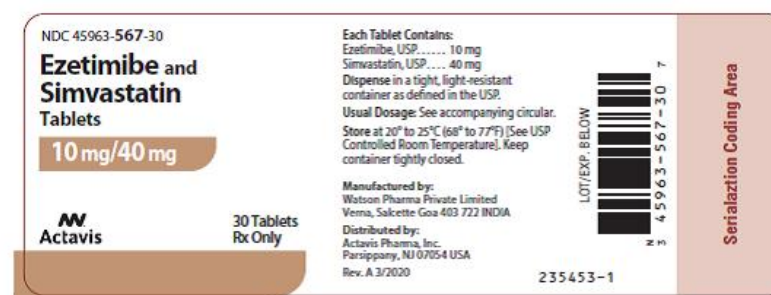 NDC 45963-567-30
Ezetimibe and
Simvastatin
Tablets
10 mg/40 mg
Actavis
30 Tablets
Rx Only
Each Tablet Contains:
Ezetimibe, USP...... 10 mg
Simvastatin, USP.... 40 mg
Dispense in a tight, light-resistant
container as defined in the USP.
Usual Dosage: See accompanying circular.
Store at 20° to 25°C (68° to 77°F) [See USP
Controlled Room Temperature]. Keep
container tightly closed.
Manufactured by:
Watson Pharma Private Limited
Verna, Salcette Goa 403 722 INDIA
Distributed by:
Actavis Pharma, Inc.
Parsippany, NJ 07054 USA
Rev. A 3/2020
235453-1
LOT/EXP. BELOW
N
3 45963-567-30 7
Serialaztion Coding Area